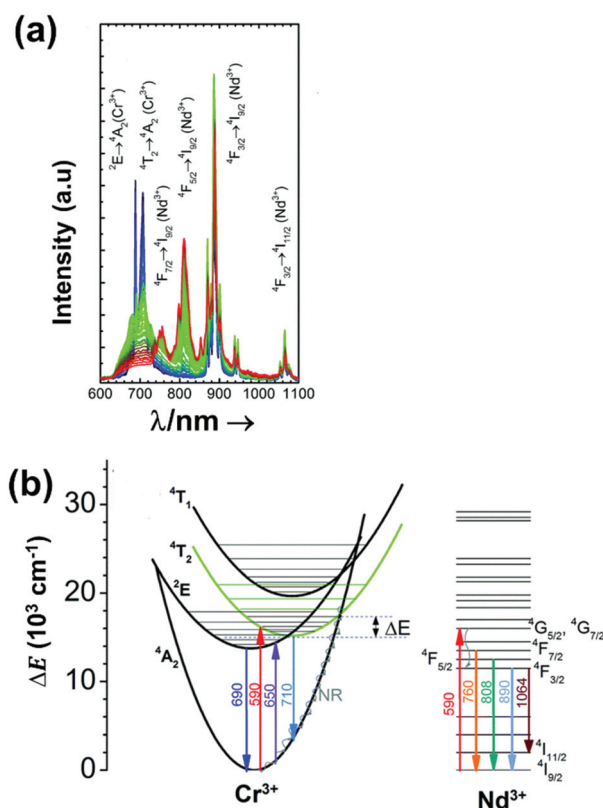 (a)
Intensity (a.u)
²E→⁴A₂(Cr³⁺)
⁴T₂→⁴A₂ (Cr³⁺)
⁴F₇/₂→⁴I₉/₂ (Nd³⁺)
⁴F₅/₂→⁴I₉/₂ (Nd³⁺)
⁴F₃/₂→⁴I₉/₂ (Nd³⁺)
⁴F₃/₂→⁴I₁₁/₂ (Nd³⁺)
600 700 800 900 1000 1100
λ/nm →
(b)
ΔE (10³ cm⁻¹)
30
20
10
0
⁴T₁
⁴T₂
²E
⁴A₂
ΔE
690
590
650
710
NR
Cr³⁺
⁴G₅/₂, ⁴G₇/₂
⁴F₇/₂
⁴F₅/₂
⁴F₃/₂
590
760
808
890
1064
⁴I₁₁/₂
⁴I₉/₂
Nd³⁺